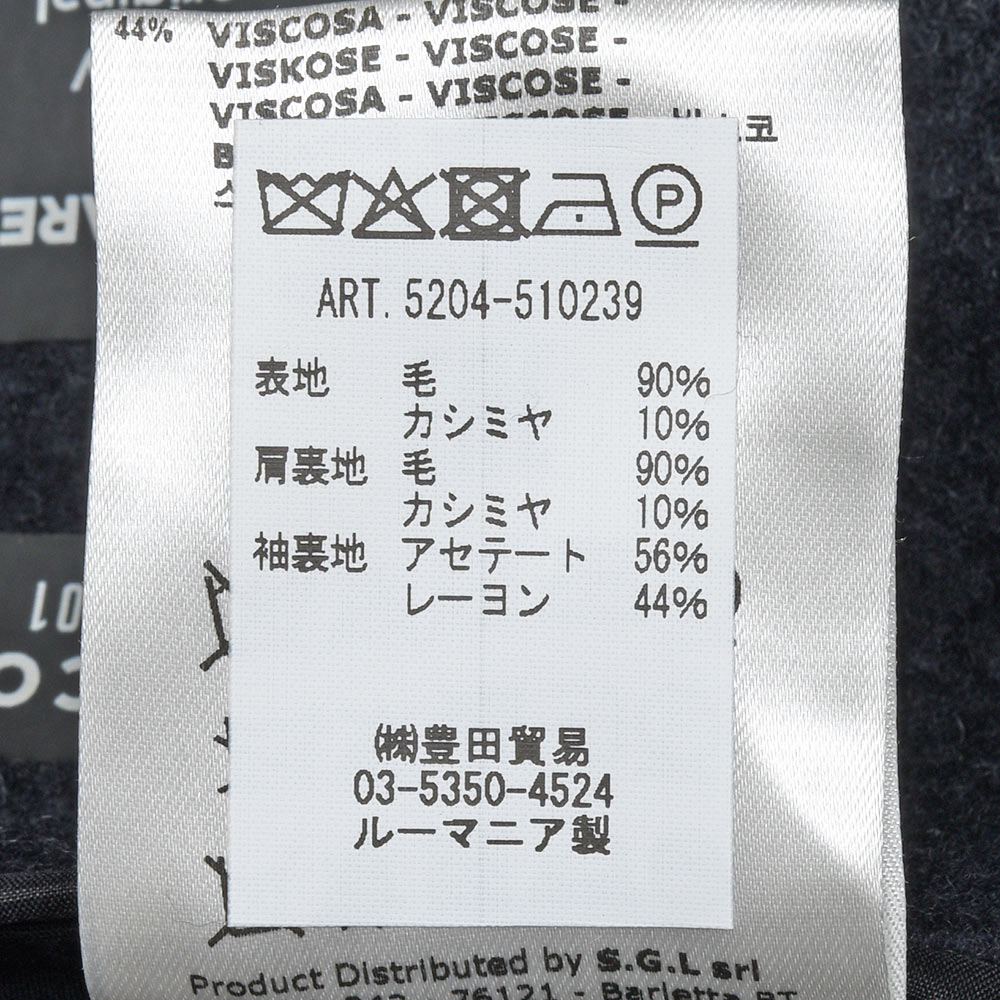 44% VISCOSA - VISCOSE -
VISKOSE - VISCOSE -
VISCOSA - VISCOSE -
VISCOSE
ART. 5204-510239
表地 毛 90%
カシミヤ 10%
肩裏地 毛 90%
カシミヤ 10%
袖裏地 アセテート 56%
レーヨン 44%
㈱豊田貿易
03-5350-4524
ルーマニア製
Product Distributed by S.G.L srl
76121 - Barletta BT